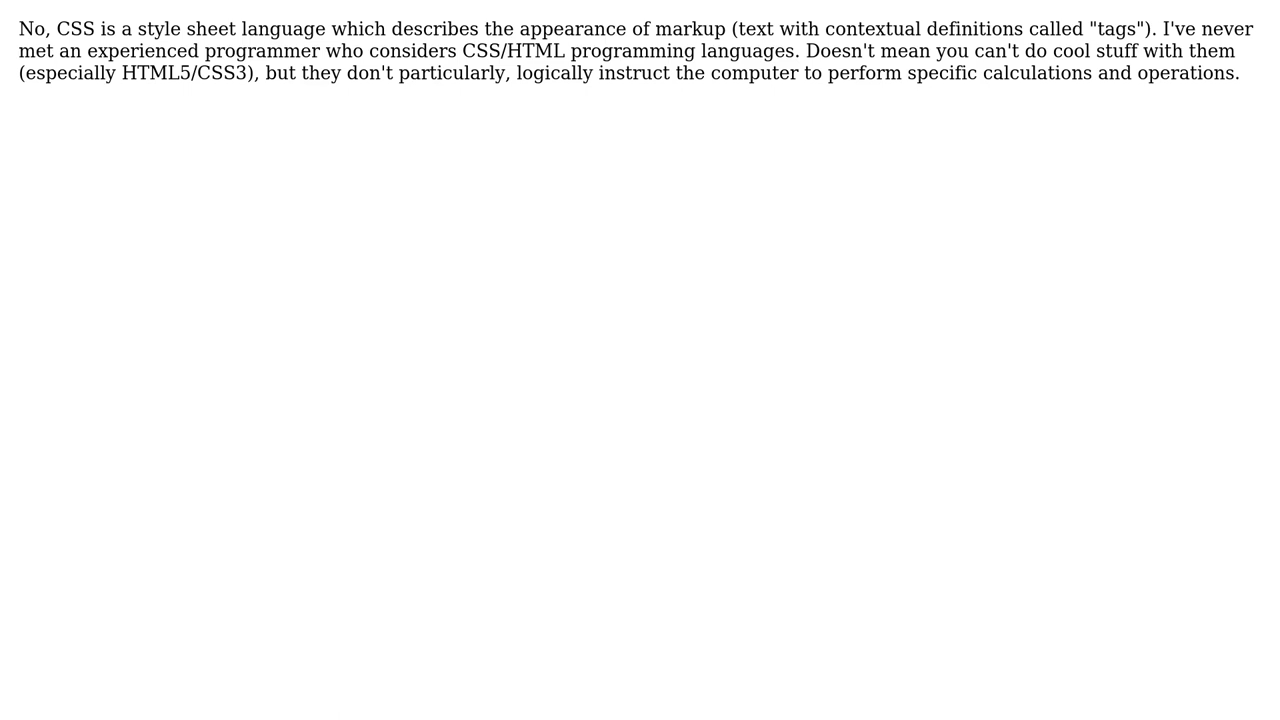 No, CSS is a style sheet language which describes the appearance of markup (text with contextual definitions called "tags"). I've never
met an experienced programmer who considers CSS/HTML programming languages. Doesn't mean you can't do cool stuff with them
(especially HTML5/CSS3), but they don't particularly, logically instruct the computer to perform specific calculations and operations.